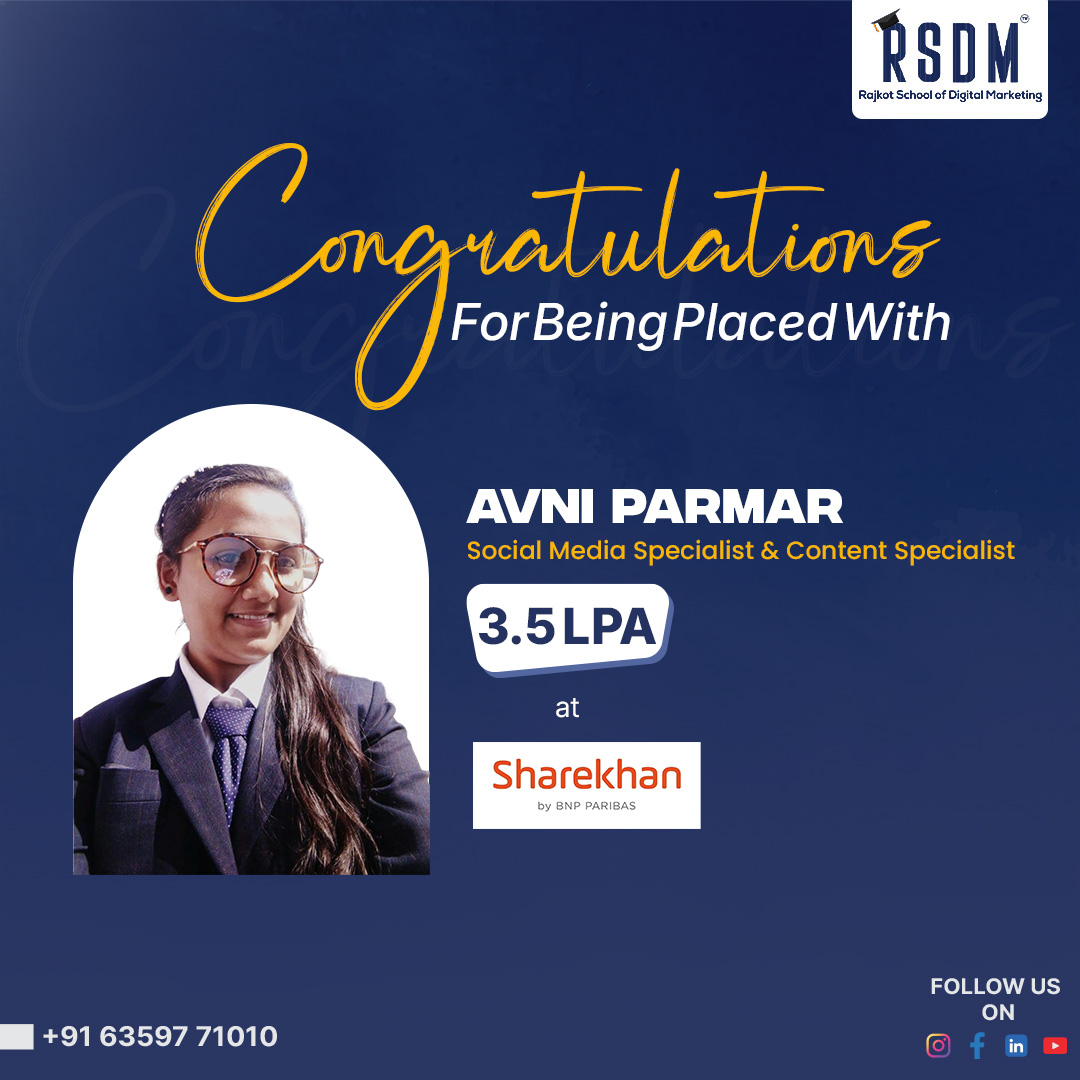 RSDM
TM
Rajkot School of Digital Marketing
Congratulations
For Being Placed With
AVNI PARMAR
Social Media Specialist & Content Specialist
3.5 LPA
at
Sharekhan
by BNP PARIBAS
FOLLOW US
ON
+91 63597 71010